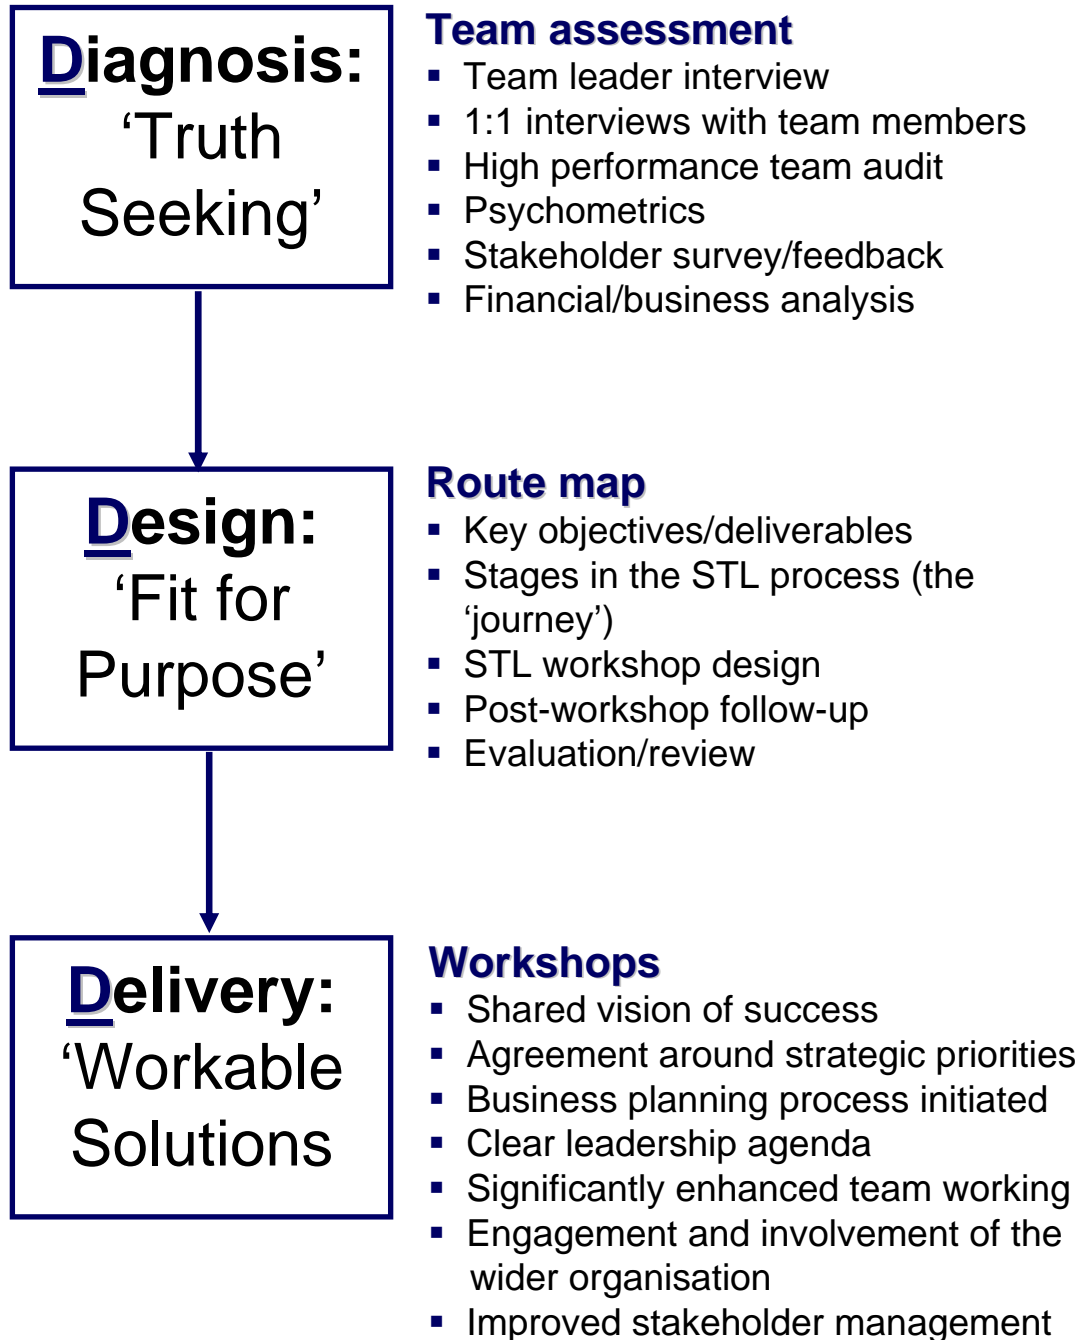 Diagnosis:
‘Truth
Seeking’
Team assessment
▪ Team leader interview
▪ 1:1 interviews with team members
▪ High performance team audit
▪ Psychometrics
▪ Stakeholder survey/feedback
▪ Financial/business analysis
Design:
‘Fit for
Purpose’
Route map
▪ Key objectives/deliverables
▪ Stages in the STL process (the
‘journey’)
▪ STL workshop design
▪ Post-workshop follow-up
▪ Evaluation/review
Delivery:
‘Workable
Solutions
Workshops
▪ Shared vision of success
▪ Agreement around strategic priorities
▪ Business planning process initiated
▪ Clear leadership agenda
▪ Significantly enhanced team working
▪ Engagement and involvement of the
wider organisation
▪ Improved stakeholder management